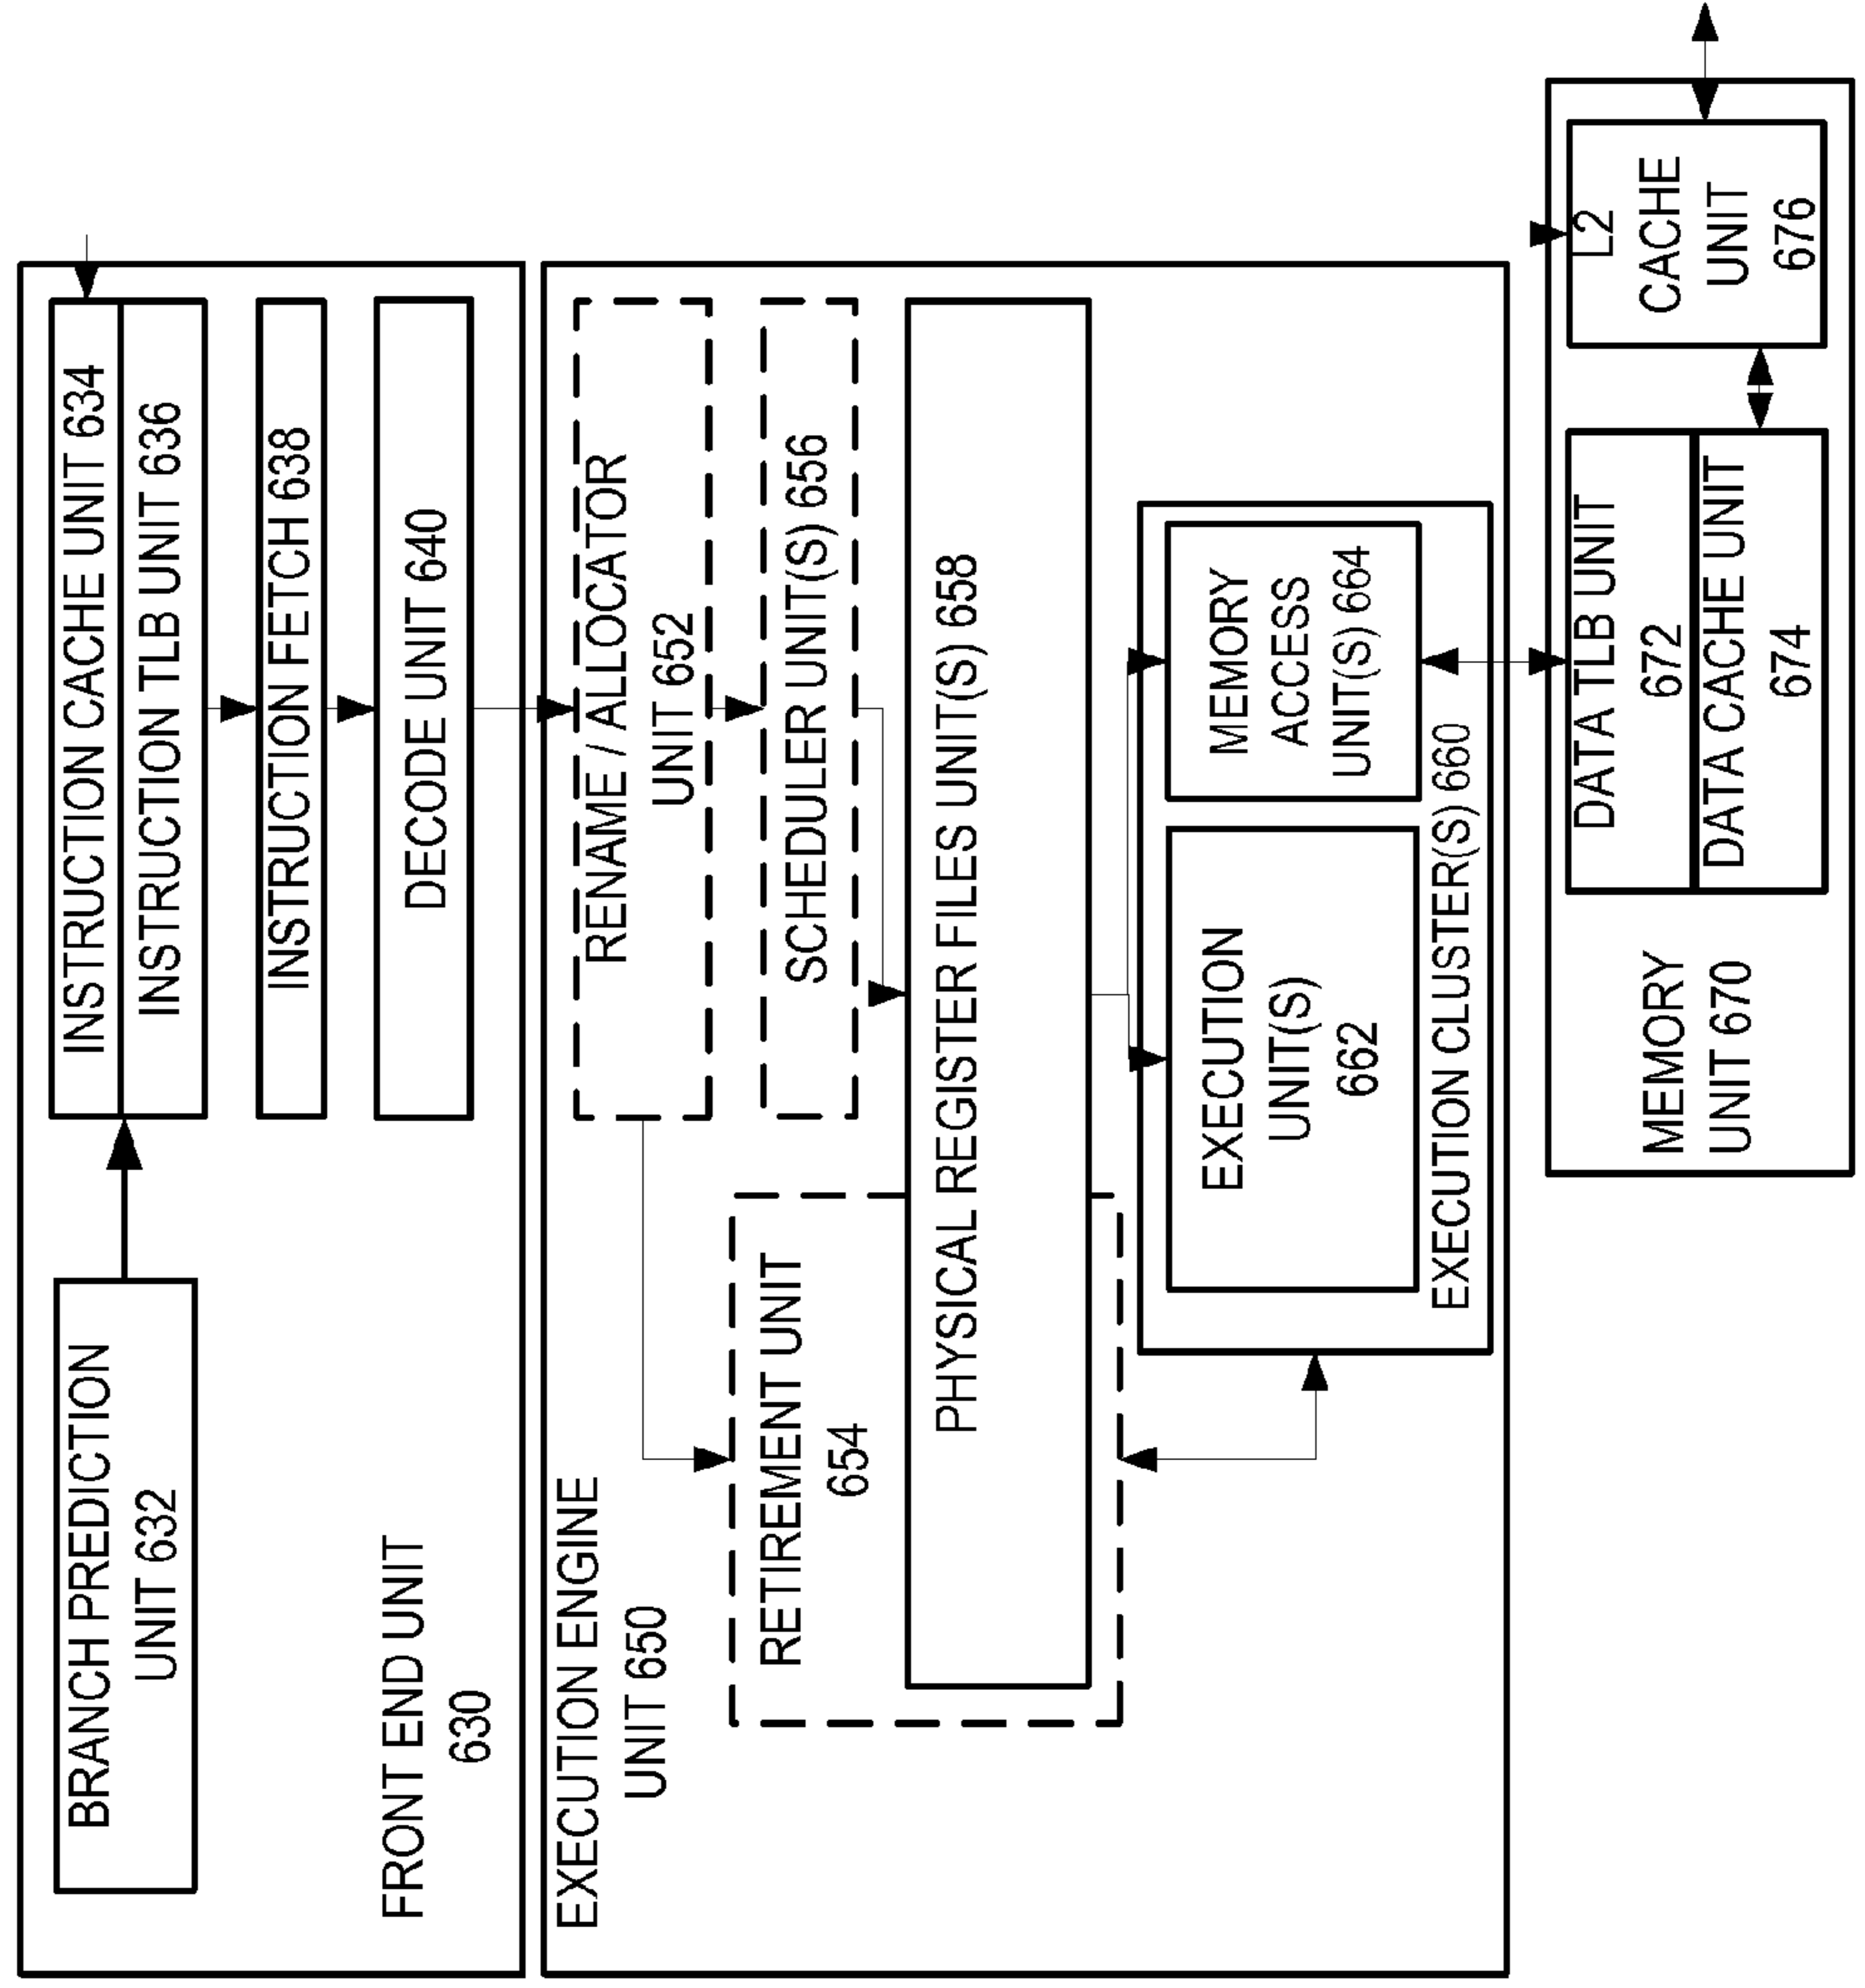 BRANCH PREDICTION
UNIT 632
INSTRUCTION CACHE UNIT 634
INSTRUCTION TLB UNIT 636
INSTRUCTION FETCH 638
DECODE UNIT 640
FRONT END UNIT
630
EXECUTION ENGINE
UNIT 650
RENAME / ALLOCATOR
UNIT 652
RETIREMENT UNIT
654
SCHEDULER UNIT(S) 656
PHYSICAL REGISTER FILES UNIT(S) 658
EXECUTION
UNIT(S)
662
MEMORY
ACCESS
UNIT(S) 664
EXECUTION CLUSTER(S) 660
MEMORY
UNIT 670
DATA TLB UNIT
672
DATA CACHE UNIT
674
L2
CACHE
UNIT
676